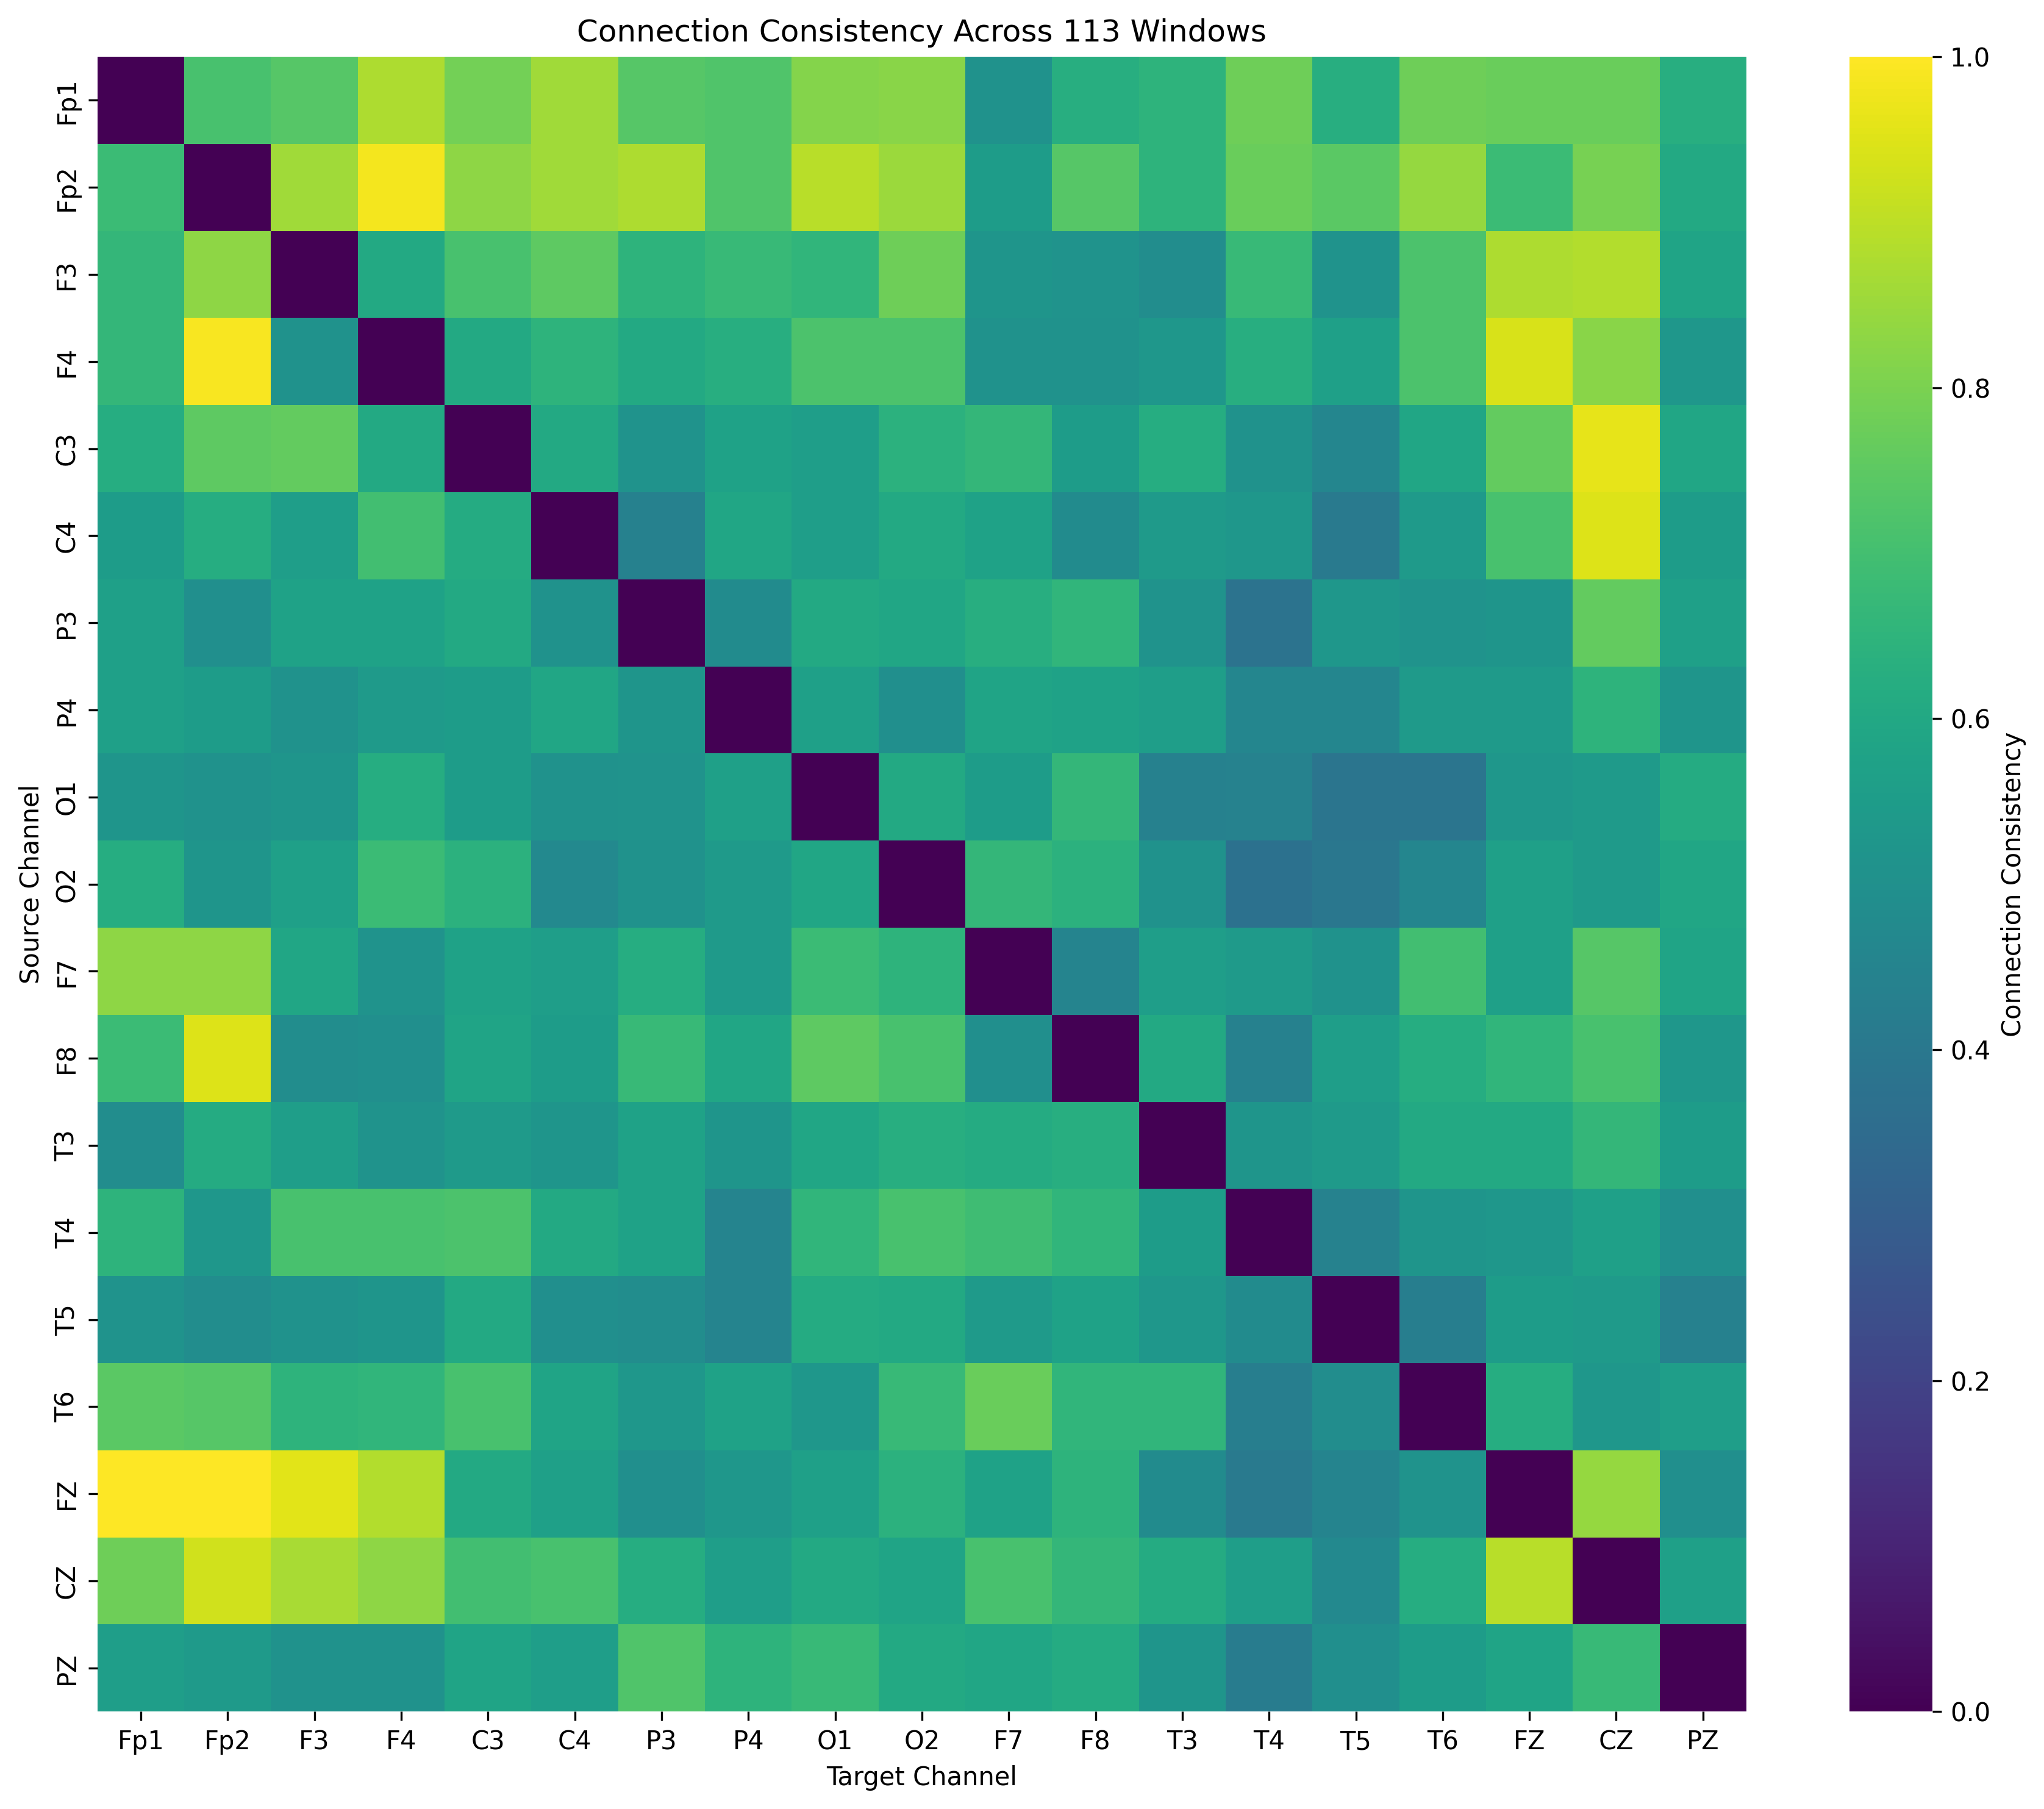 Connection Consistency Across 113 Windows
Source Channel
Fp1
Fp2
F3
F4
C3
C4
P3
P4
O1
O2
F7
F8
T3
T4
T5
T6
FZ
CZ
PZ
Fp1 Fp2 F3 F4 C3 C4 P3 P4 O1 O2 F7 F8 T3 T4 T5 T6 FZ CZ PZ
Target Channel
1.0
0.8
0.6
0.4
0.2
0.0
Connection Consistency